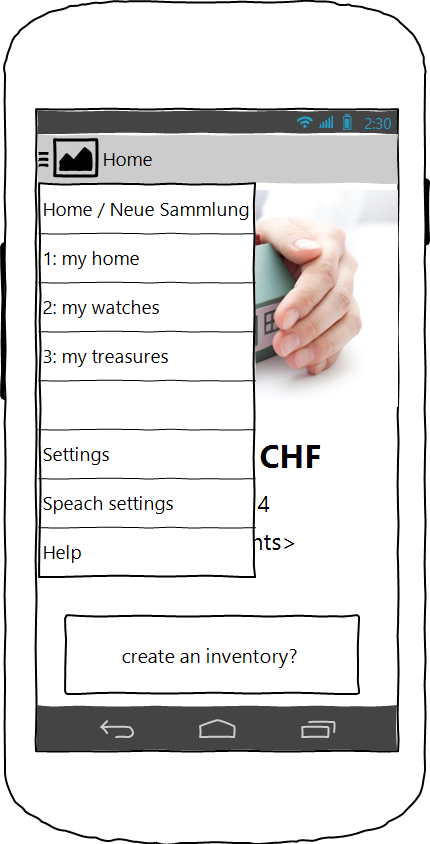 2:30
Home
Home / Neue Sammlung
1: my home
2: my watches
3: my treasures
CHF
Settings
Speach settings
4
Help
create an inventory?